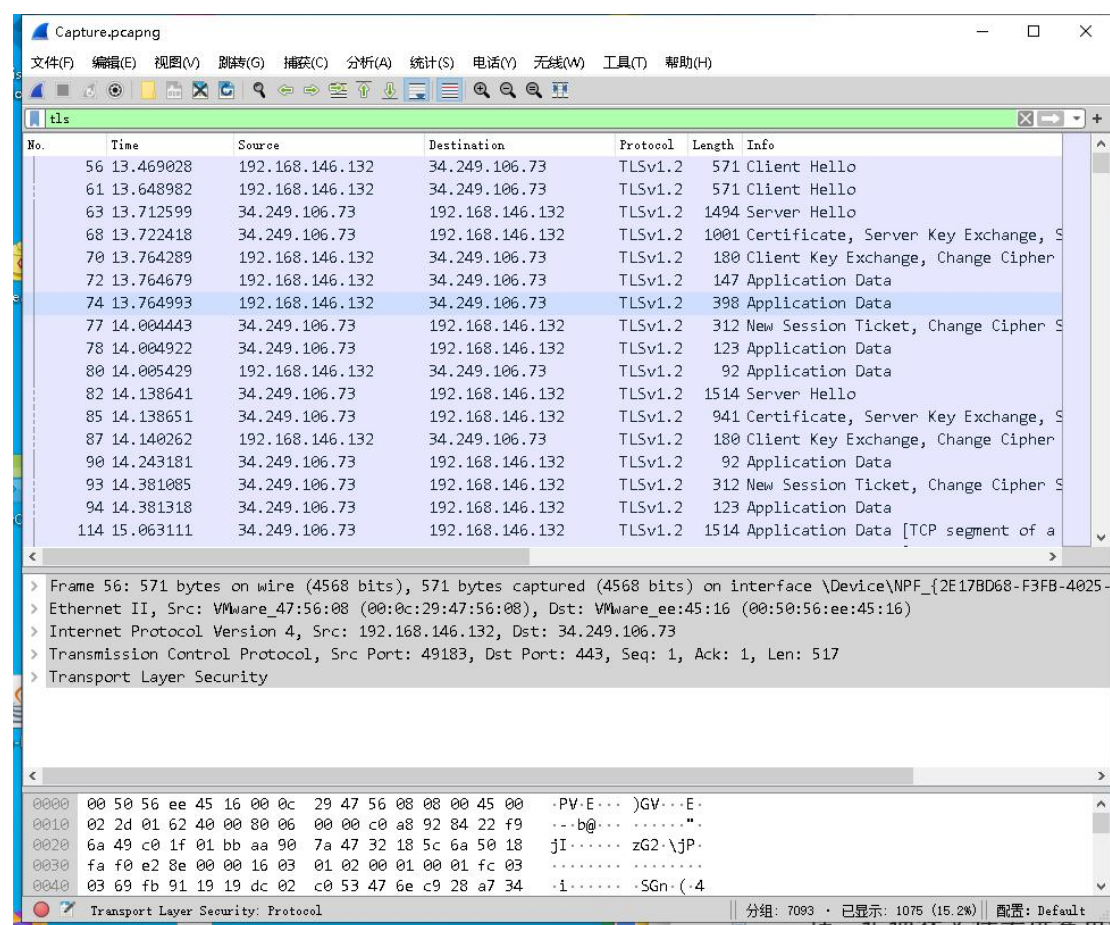 Capture.pcapng
文件(F) 编辑(E) 视图(V) 跳转(G) 捕获(C) 分析(A) 统计(S) 电话(Y) 无线(W) 工具(T) 帮助(H)
tls
No. Time Source Destination Protocol Length Info
56 13.469028 192.168.146.132 34.249.106.73 TLSv1.2 571 Client Hello
61 13.648982 192.168.146.132 34.249.106.73 TLSv1.2 571 Client Hello
63 13.712599 34.249.106.73 192.168.146.132 TLSv1.2 1494 Server Hello
68 13.722418 34.249.106.73 192.168.146.132 TLSv1.2 1001 Certificate, Server Key Exchange, S
70 13.764289 192.168.146.132 34.249.106.73 TLSv1.2 180 Client Key Exchange, Change Cipher
72 13.764679 192.168.146.132 34.249.106.73 TLSv1.2 147 Application Data
74 13.764993 192.168.146.132 34.249.106.73 TLSv1.2 398 Application Data
77 14.004443 34.249.106.73 192.168.146.132 TLSv1.2 312 New Session Ticket, Change Cipher S
78 14.004922 34.249.106.73 192.168.146.132 TLSv1.2 123 Application Data
80 14.005429 192.168.146.132 34.249.106.73 TLSv1.2 92 Application Data
82 14.138641 34.249.106.73 192.168.146.132 TLSv1.2 1514 Server Hello
85 14.138651 34.249.106.73 192.168.146.132 TLSv1.2 941 Certificate, Server Key Exchange, S
87 14.140262 192.168.146.132 34.249.106.73 TLSv1.2 180 Client Key Exchange, Change Cipher
90 14.243181 34.249.106.73 192.168.146.132 TLSv1.2 92 Application Data
93 14.381085 34.249.106.73 192.168.146.132 TLSv1.2 312 New Session Ticket, Change Cipher S
94 14.381318 34.249.106.73 192.168.146.132 TLSv1.2 123 Application Data
114 15.063111 34.249.106.73 192.168.146.132 TLSv1.2 1514 Application Data [TCP segment of a
Frame 56: 571 bytes on wire (4568 bits), 571 bytes captured (4568 bits) on interface \Device\NPF_{2E17BD68-F3FB-4025-
Ethernet II, Src: VMware_47:56:08 (00:0c:29:47:56:08), Dst: VMware_ee:45:16 (00:50:56:ee:45:16)
Internet Protocol Version 4, Src: 192.168.146.132, Dst: 34.249.106.73
Transmission Control Protocol, Src Port: 49183, Dst Port: 443, Seq: 1, Ack: 1, Len: 517
Transport Layer Security
0000 00 50 56 ee 45 16 00 0c 29 47 56 08 08 00 45 00 ·PV·E··· )GV···E·
0010 02 2d 01 62 40 00 80 06 00 00 c0 a8 92 84 22 f9 ·-·b@··· ······"·
0020 6a 49 c0 1f 01 bb aa 90 7a 47 32 18 5c 6a 50 18 jI······ zG2·\jP·
0030 fa f0 e2 8e 00 00 16 03 01 02 00 01 00 01 fc 03 ········ ········
0040 03 69 fb 91 19 19 dc 02 c0 53 47 6e c9 28 a7 34 ·i······ ·SGn·(·4
Transport Layer Security: Protocol 分组: 7093 · 已显示: 1075 (15.2%) 配置: Default